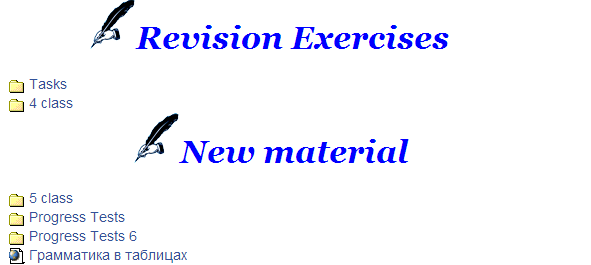 Revision Exercises
Tasks
4 class
New material
5 class
Progress Tests
Progress Tests 6
Грамматика в таблицах